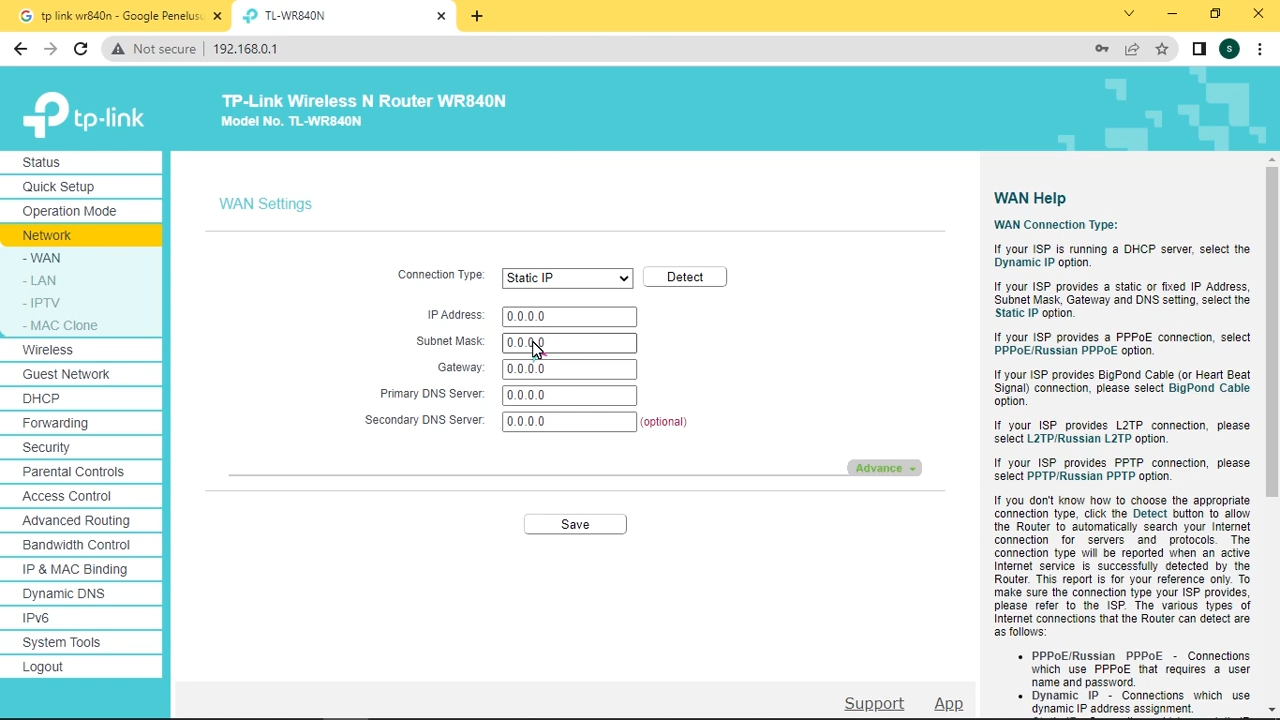 tp link wr840n - Google Penelusu
TL-WR840N
Not secure
192.168.0.1
S
tp-link
TP-Link Wireless N Router WR840N
Model No. TL-WR840N
Status
Quick Setup
Operation Mode
Network
- WAN
- LAN
- IPTV
- MAC Clone
Wireless
Guest Network
DHCP
Forwarding
Security
Parental Controls
Access Control
Advanced Routing
Bandwidth Control
IP & MAC Binding
Dynamic DNS
IPv6
System Tools
Logout
WAN Settings
Connection Type: Static IP Detect
IP Address: 0.0.0.0
Subnet Mask: 0.0.0.0
Gateway: 0.0.0.0
Primary DNS Server: 0.0.0.0
Secondary DNS Server: 0.0.0.0 (optional)
Advance
Save
Support App
WAN Help
WAN Connection Type:
If your ISP is running a DHCP server, select the
Dynamic IP option.
If your ISP provides a static or fixed IP Address,
Subnet Mask, Gateway and DNS setting, select the
Static IP option.
If your ISP provides a PPPoE connection, select
PPPoE/Russian PPPoE option.
If your ISP provides BigPond Cable (or Heart Beat
Signal) connection, please select BigPond Cable
option.
If your ISP provides L2TP connection, please
select L2TP/Russian L2TP option.
If your ISP provides PPTP connection, please
select PPTP/Russian PPTP option.
If you don't know how to choose the appropriate
connection type, click the Detect button to allow
the Router to automatically search your Internet
connection for servers and protocols. The
connection type will be reported when an active
Internet service is successfully detected by the
Router. This report is for your reference only. To
make sure the connection type your ISP provides,
please refer to the ISP. The various types of
Internet connections that the Router can detect are
as follows:
• PPPoE/Russian PPPoE - Connections
which use PPPoE that requires a user
name and password.
• Dynamic IP - Connections which use
dynamic IP address assignment.